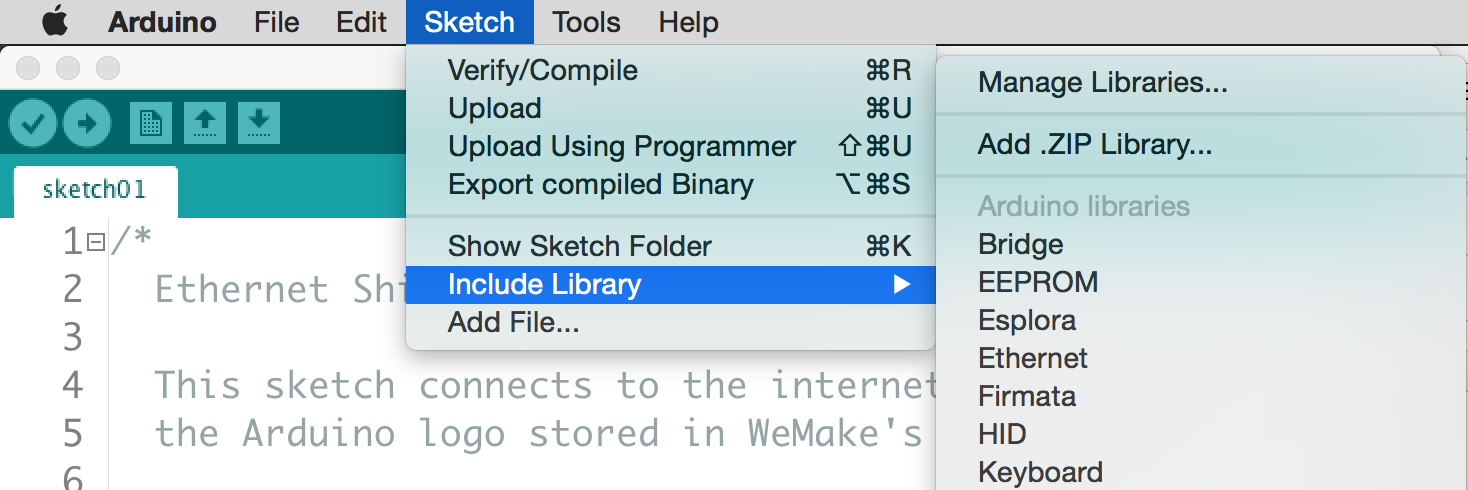 Arduino File Edit Sketch Tools Help
Verify/Compile ⌘R
Upload ⌘U
Upload Using Programmer ⇧⌘U
Export compiled Binary ⌥⌘S
Show Sketch Folder ⌘K
Include Library ▶
Add File...
Manage Libraries...
Add .ZIP Library...
Arduino libraries
Bridge
EEPROM
Esplora
Ethernet
Firmata
HID
Keyboard
sketch01
1 /*
2 Ethernet
3
4 This sketch connects to the internet
5 the Arduino logo stored in WeMake's
6